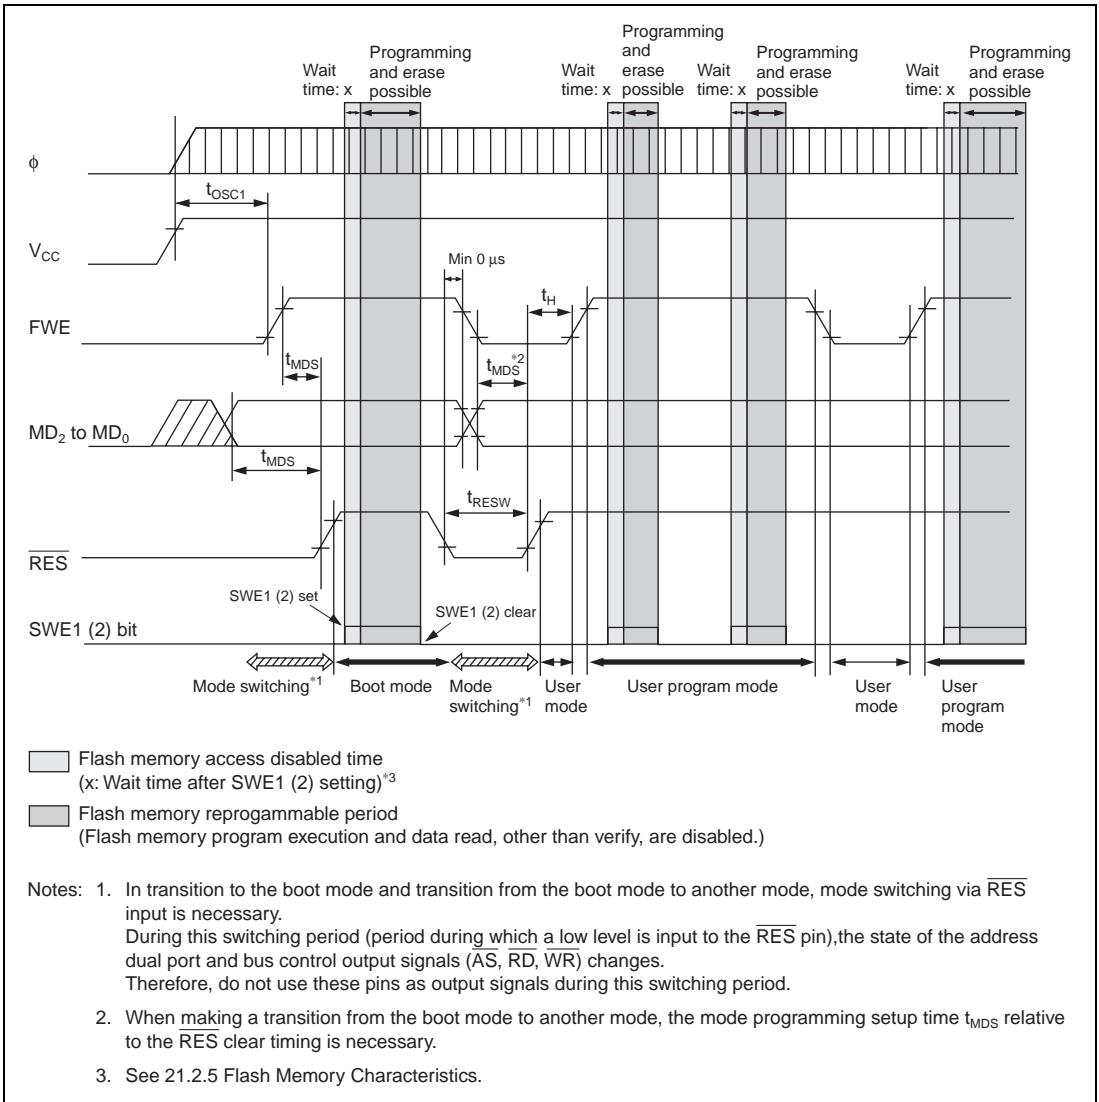 Programming
and
erase
possible
Programming
and erase
possible
Programming
and erase
possible
Programming
and erase
possible
Wait
time: x
Wait
time: x
Wait
time: x
Wait
time: x
ϕ
tOSC1
VCC
Min 0 μs
tH
FWE
tMDS
tMDS*2
MD2 to MD0
tMDS
tRESW
RES
SWE1 (2) set
SWE1 (2) clear
SWE1 (2) bit
Mode switching*1
Boot mode
Mode
switching*1
User
mode
User program mode
User
mode
User
program
mode
Flash memory access disabled time
(x: Wait time after SWE1 (2) setting)*3
Flash memory reprogammable period
(Flash memory program execution and data read, other than verify, are disabled.)
Notes: 1. In transition to the boot mode and transition from the boot mode to another mode, mode switching via RES
input is necessary.
During this switching period (period during which a low level is input to the RES pin),the state of the address
dual port and bus control output signals (AS, RD, WR) changes.
Therefore, do not use these pins as output signals during this switching period.
2. When making a transition from the boot mode to another mode, the mode programming setup time tMDS relative
to the RES clear timing is necessary.
3. See 21.2.5 Flash Memory Characteristics.